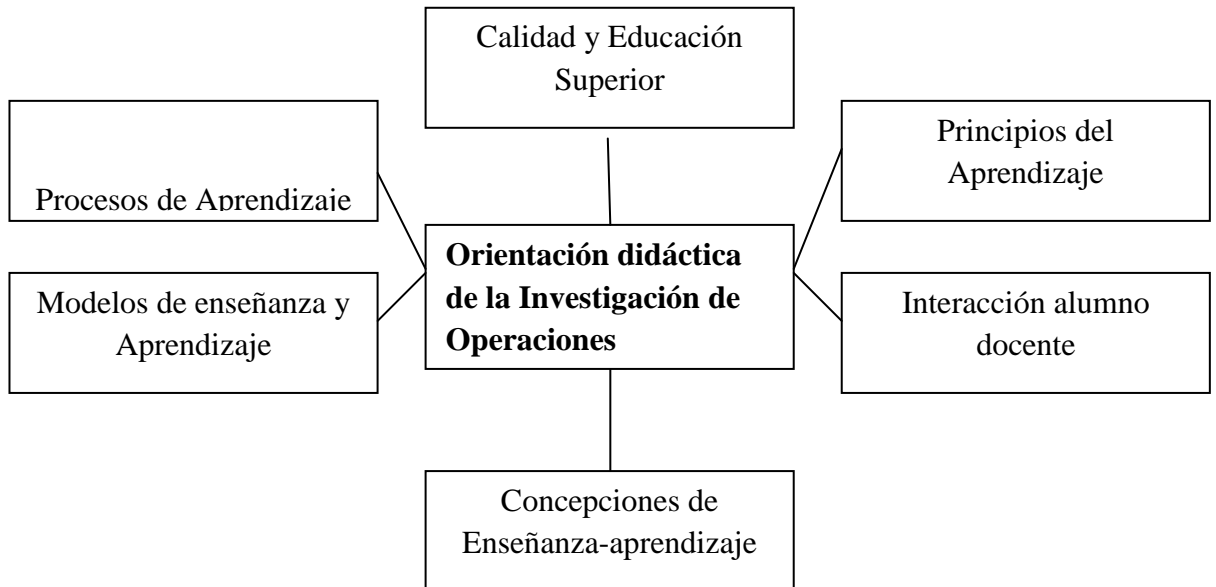 Calidad y Educación
Superior
Procesos de Aprendizaje
Principios del
Aprendizaje
Orientación didáctica
de la Investigación de
Operaciones
Modelos de enseñanza y
Aprendizaje
Interacción alumno
docente
Concepciones de
Enseñanza-aprendizaje